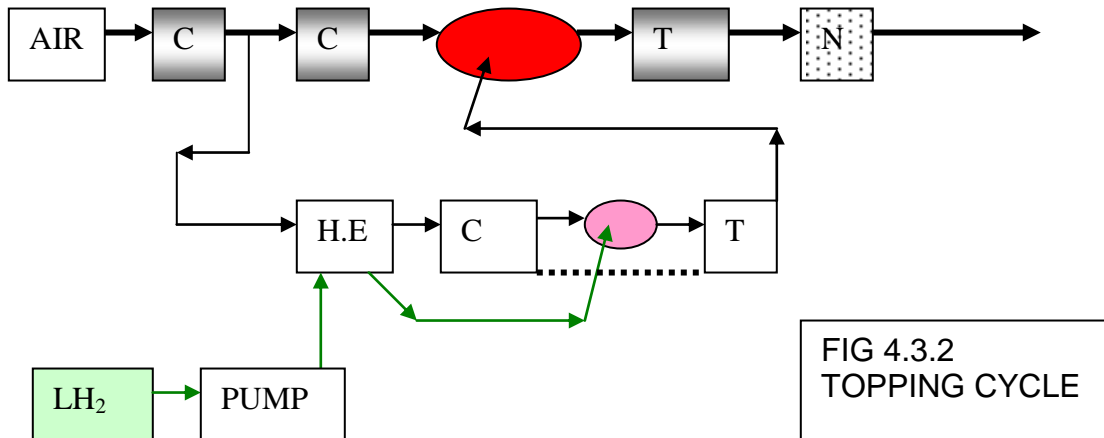 AIR
C
C
T
N
H.E
C
T
LH₂
PUMP
FIG 4.3.2
TOPPING CYCLE